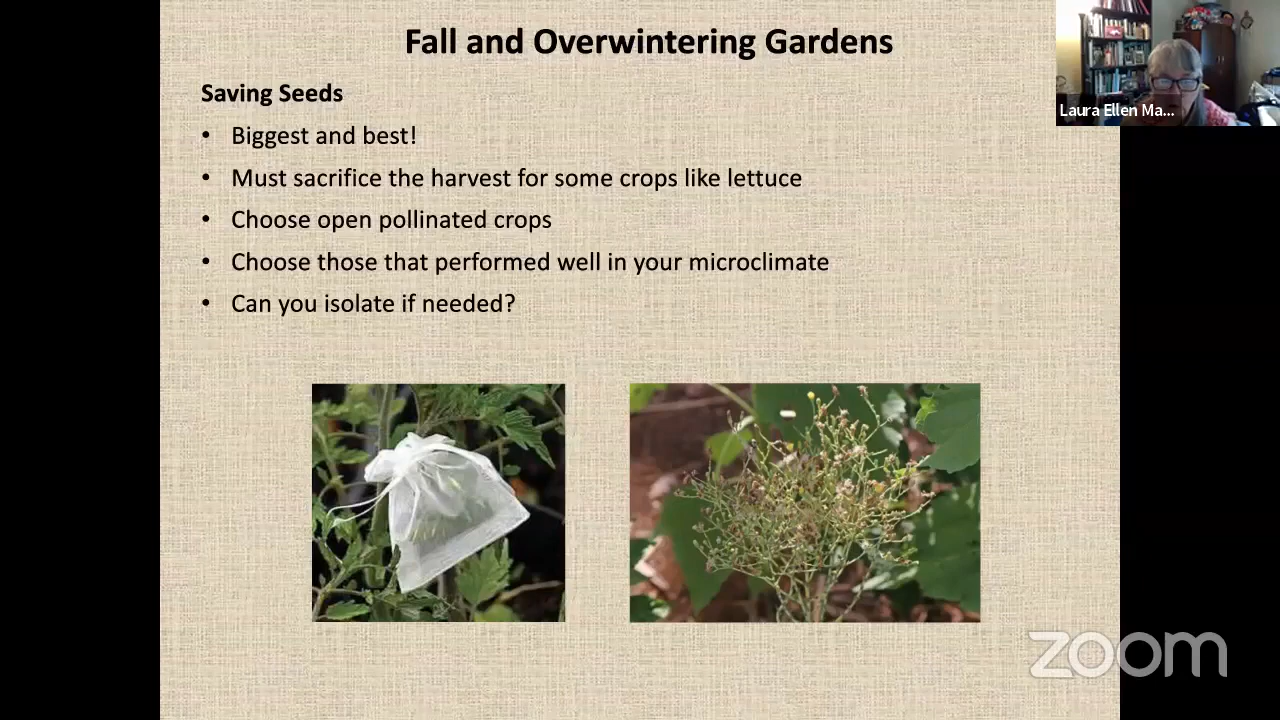 Fall and Overwintering Gardens
Laura Ellen Ma...
Saving Seeds
• Biggest and best!
• Must sacrifice the harvest for some crops like lettuce
• Choose open pollinated crops
• Choose those that performed well in your microclimate
• Can you isolate if needed?
zoom